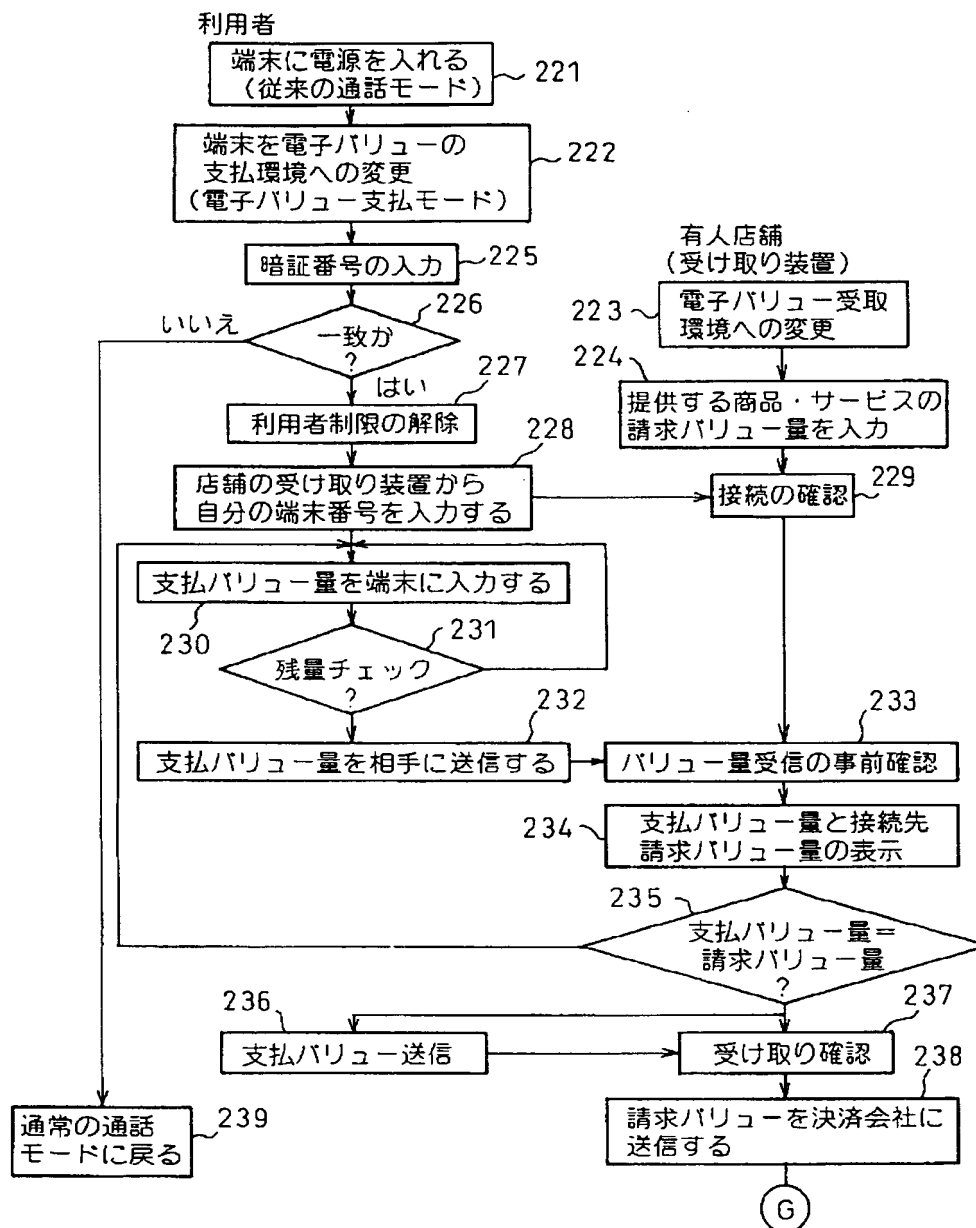 利用者
端末に電源を入れる
(従来の通話モード)
221
端末を電子バリューの
支払環境への変更
(電子バリュー支払モード)
222
暗証番号の入力
225
226
一致か
?
いいえ
はい
227
利用者制限の解除
228
店舗の受け取り装置から
自分の端末番号を入力する
有人店舗
(受け取り装置)
223
電子バリュー受取
環境への変更
224
提供する商品・サービスの
請求バリュー量を入力
接続の確認
229
支払バリュー量を端末に入力する
230
231
残量チェック
?
232
支払バリュー量を相手に送信する
233
バリュー量受信の事前確認
234
支払バリュー量と接続先
請求バリュー量の表示
235
支払バリュー量=
請求バリュー量
?
236
支払バリュー送信
237
受け取り確認
238
請求バリューを決済会社に
送信する
通常の通話
モードに戻る
239
G